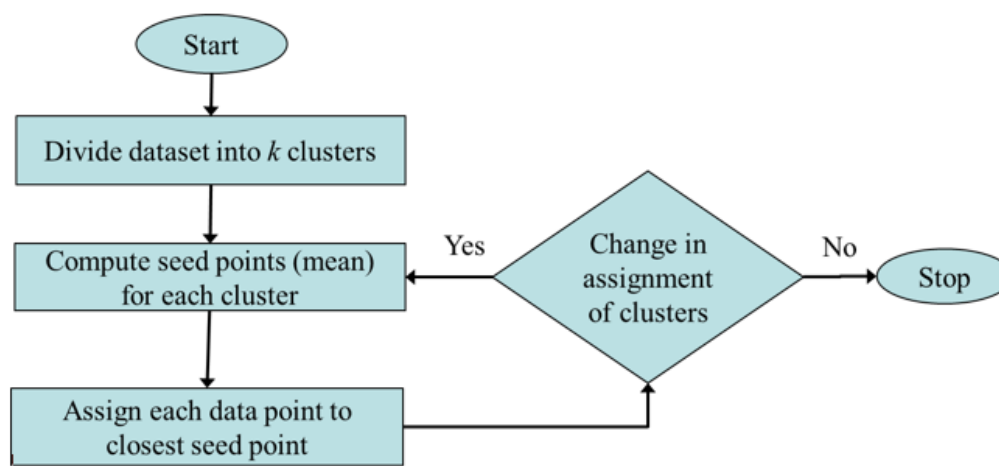 Start
Divide dataset into k clusters
Compute seed points (mean)
for each cluster
Assign each data point to
closest seed point
Yes
Change in
assignment
of clusters
No
Stop